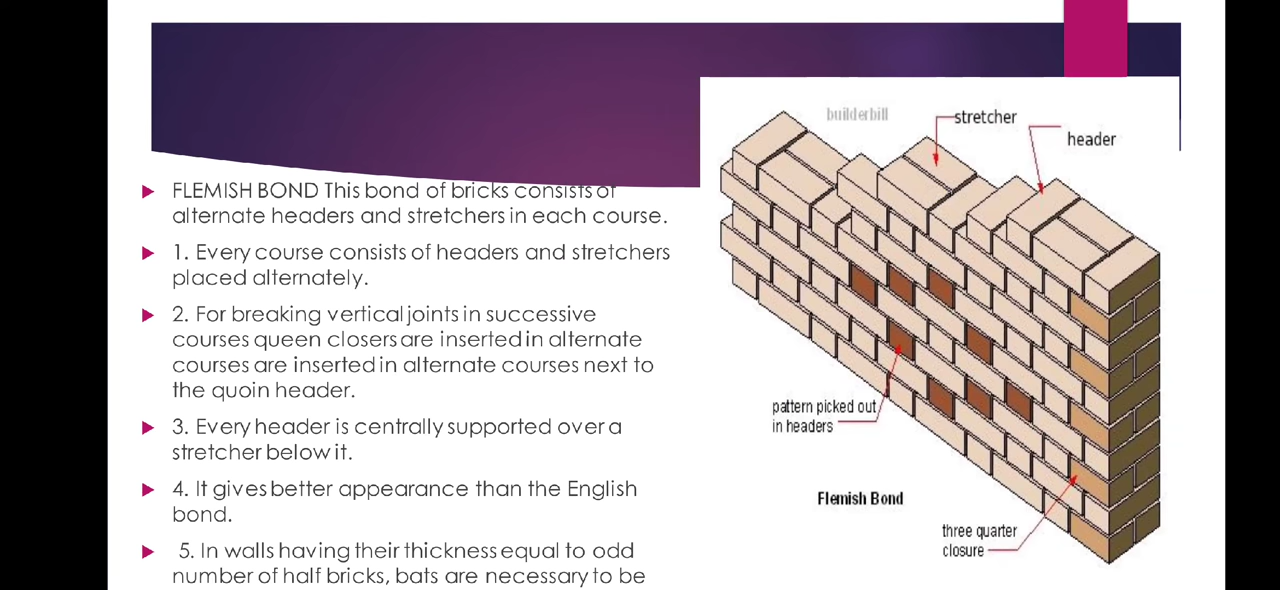 FLEMISH BOND This bond of bricks consists of
alternate headers and stretchers in each course.
1. Every course consists of headers and stretchers
placed alternately.
2. For breaking vertical joints in successive
courses queen closers are inserted in alternate
courses are inserted in alternate courses next to
the quoin header.
3. Every header is centrally supported over a
stretcher below it.
4. It gives better appearance than the English
bond.
5. In walls having their thickness equal to odd
number of half bricks, bats are necessary to be
builderbill
stretcher
header
pattern picked out
in headers
Flemish Bond
three quarter
closure